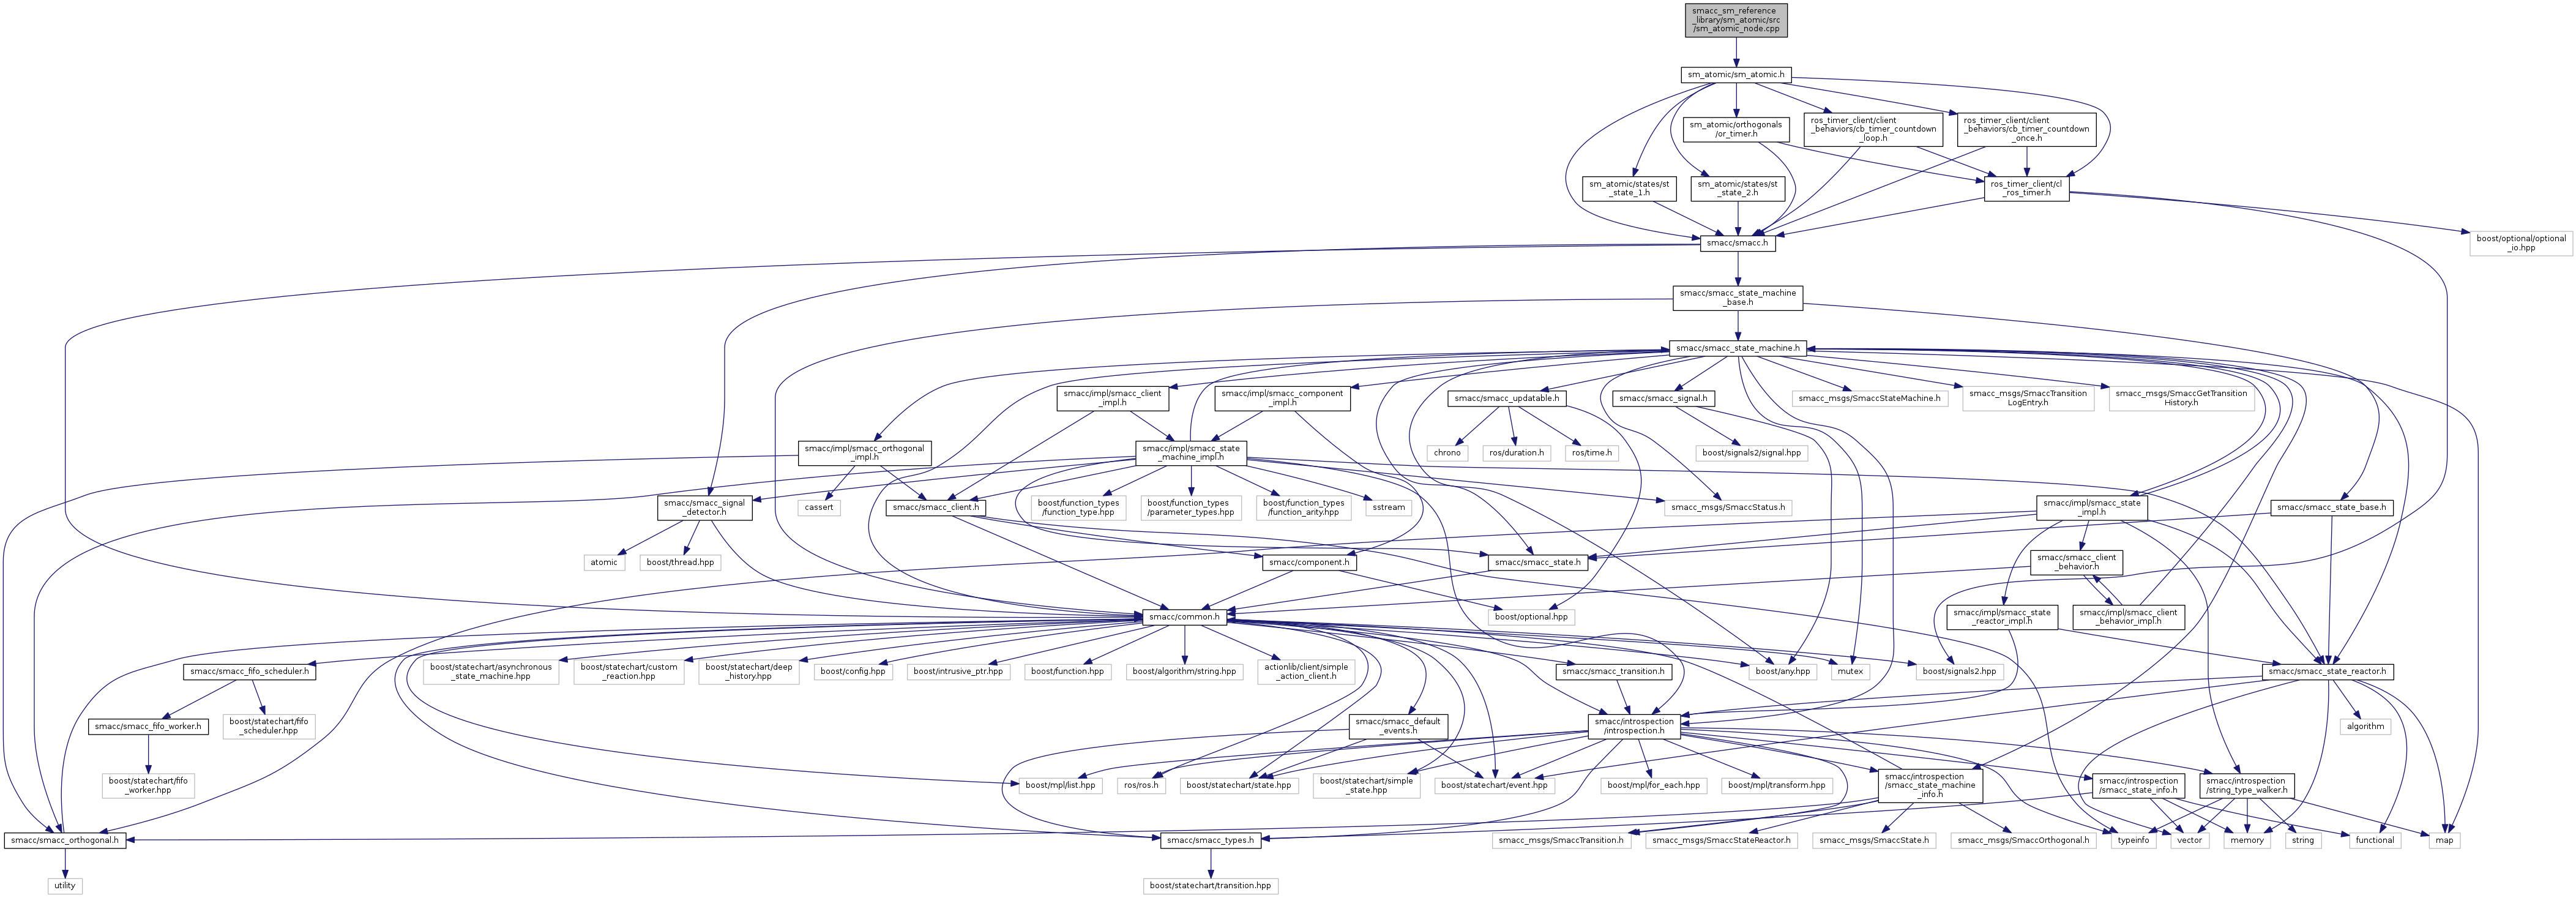 smacc_sm_reference
_library/sm_atomic/src
/sm_atomic_node.cpp
sm_atomic/sm_atomic.h
sm_atomic/orthogonals
/or_timer.h
ros_timer_client/client
_behaviors/cb_timer_countdown
_loop.h
ros_timer_client/client
_behaviors/cb_timer_countdown
_once.h
sm_atomic/states/st
_state_1.h
sm_atomic/states/st
_state_2.h
ros_timer_client/cl
_ros_timer.h
smacc/smacc.h
boost/optional/optional
_io.hpp
smacc/smacc_state_machine
_base.h
smacc/smacc_state_machine.h
smacc/impl/smacc_client
_impl.h
smacc/impl/smacc_component
_impl.h
smacc/smacc_updatable.h
smacc/smacc_signal.h
smacc_msgs/SmaccStateMachine.h
smacc_msgs/SmaccTransition
LogEntry.h
smacc_msgs/SmaccGetTransition
History.h
smacc/impl/smacc_orthogonal
_impl.h
smacc/impl/smacc_state
_machine_impl.h
chrono
ros/duration.h
ros/time.h
boost/signals2/signal.hpp
smacc/smacc_signal
_detector.h
cassert
smacc/smacc_client.h
boost/function_types
/function_type.hpp
boost/function_types
/parameter_types.hpp
boost/function_types
/function_arity.hpp
sstream
smacc_msgs/SmaccStatus.h
smacc/impl/smacc_state
_impl.h
smacc/smacc_state_base.h
atomic
boost/thread.hpp
smacc/component.h
smacc/smacc_state.h
smacc/smacc_client
_behavior.h
smacc/common.h
boost/optional.hpp
smacc/impl/smacc_state
_reactor_impl.h
smacc/impl/smacc_client
_behavior_impl.h
smacc/smacc_fifo_scheduler.h
boost/statechart/asynchronous
_state_machine.hpp
boost/statechart/custom
_reaction.hpp
boost/statechart/deep
_history.hpp
boost/config.hpp
boost/intrusive_ptr.hpp
boost/function.hpp
boost/algorithm/string.hpp
actionlib/client/simple
_action_client.h
smacc/smacc_transition.h
boost/any.hpp
mutex
boost/signals2.hpp
smacc/smacc_state_reactor.h
smacc/smacc_fifo_worker.h
boost/statechart/fifo
_scheduler.hpp
smacc/smacc_default
_events.h
smacc/introspection
/introspection.h
algorithm
boost/statechart/fifo
_worker.hpp
boost/mpl/list.hpp
ros/ros.h
boost/statechart/state.hpp
boost/statechart/simple
_state.hpp
boost/statechart/event.hpp
boost/mpl/for_each.hpp
boost/mpl/transform.hpp
smacc/introspection
/smacc_state_machine
_info.h
smacc/introspection
/smacc_state_info.h
smacc/introspection
/string_type_walker.h
smacc/smacc_orthogonal.h
smacc/smacc_types.h
smacc_msgs/SmaccTransition.h
smacc_msgs/SmaccStateReactor.h
smacc_msgs/SmaccState.h
smacc_msgs/SmaccOrthogonal.h
typeinfo
vector
memory
string
functional
map
utility
boost/statechart/transition.hpp